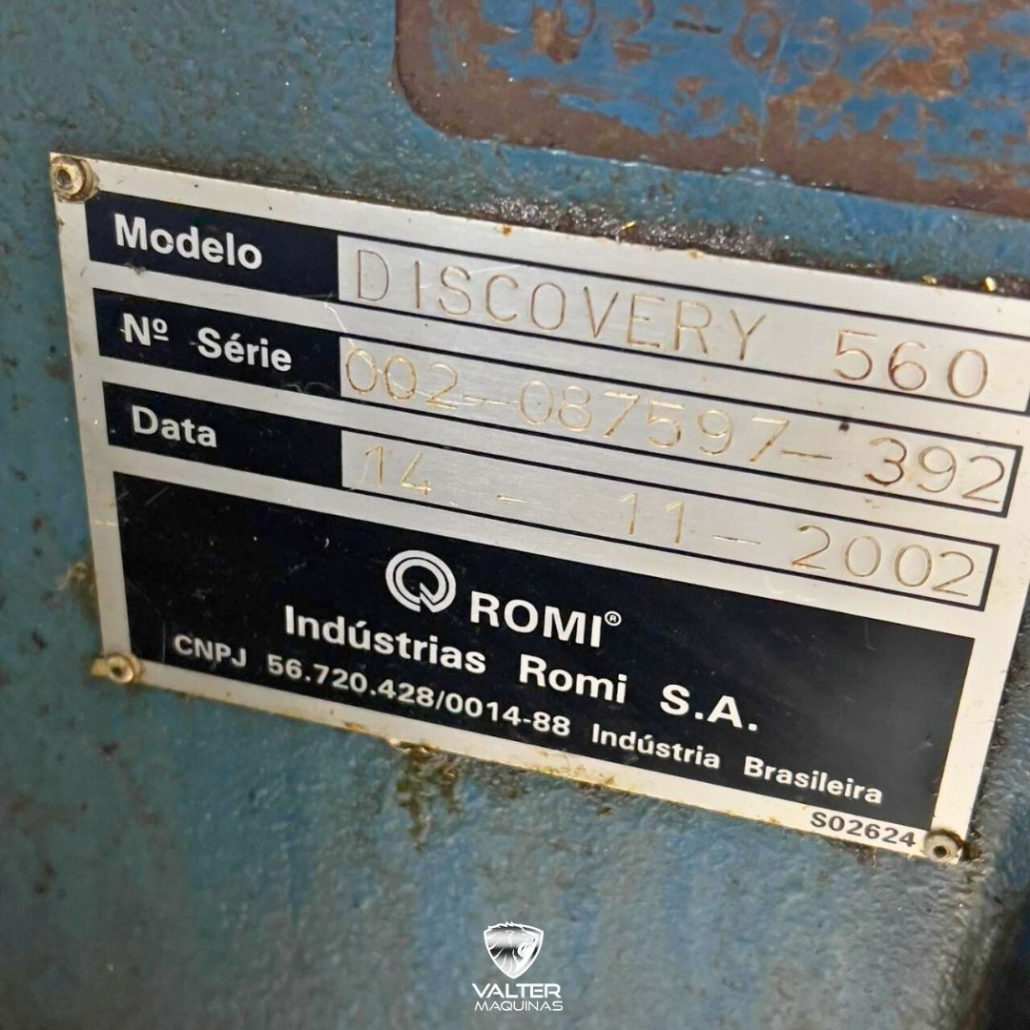 Modelo DISCOVERY 560
Nº Série 002-087597-392
Data 14 - 11 - 2002
ROMI®
Indústrias Romi S.A.
CNPJ 56.720.428/0014-88 Indústria Brasileira
S02624
VALTER
MAQUINAS